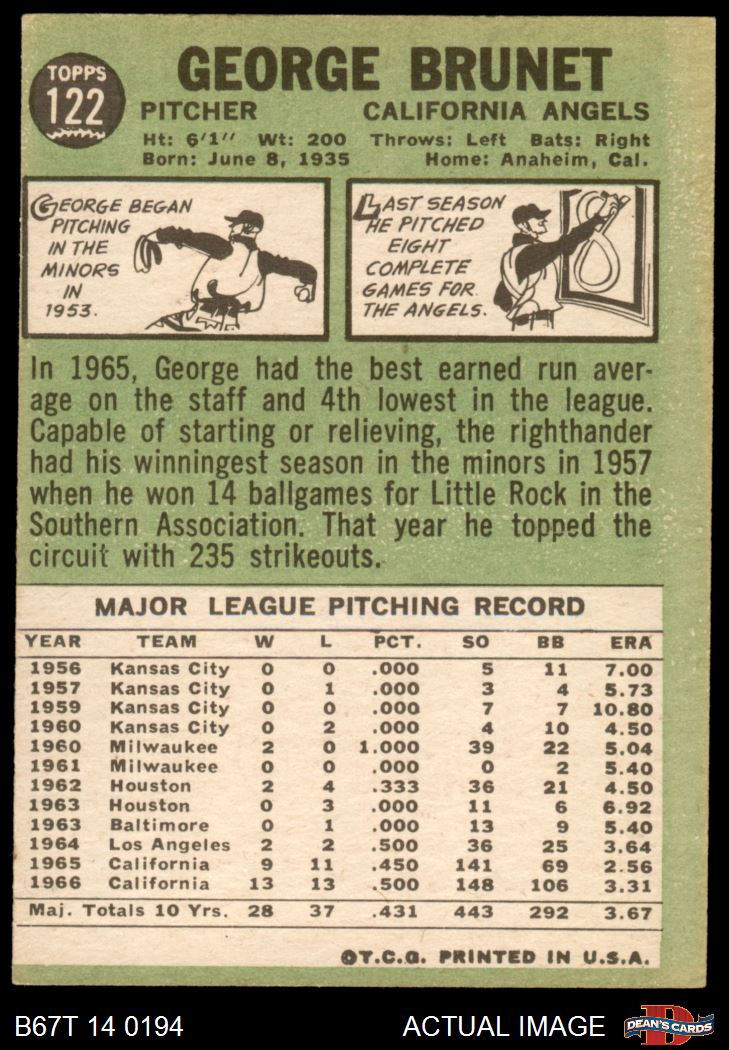 TOPPS
122
GEORGE BRUNET
PITCHER CALIFORNIA ANGELS
Ht: 6'1" Wt: 200 Throws: Left Bats: Right
Born: June 8, 1935 Home: Anaheim, Cal.
GEORGE BEGAN
PITCHING
IN THE
MINORS
IN
1953.
LAST SEASON
HE PITCHED
EIGHT
COMPLETE
GAMES FOR
THE ANGELS.
8
In 1965, George had the best earned run aver-
age on the staff and 4th lowest in the league.
Capable of starting or relieving, the righthander
had his winningest season in the minors in 1957
when he won 14 ballgames for Little Rock in the
Southern Association. That year he topped the
circuit with 235 strikeouts.
MAJOR LEAGUE PITCHING RECORD
YEAR TEAM W L PCT. SO BB ERA
1956 Kansas City 0 0 .000 5 11 7.00
1957 Kansas City 0 1 .000 3 4 5.73
1959 Kansas City 0 0 .000 7 7 10.80
1960 Kansas City 0 2 .000 4 10 4.50
1960 Milwaukee 2 0 1.000 39 22 5.04
1961 Milwaukee 0 0 .000 0 2 5.40
1962 Houston 2 4 .333 36 21 4.50
1963 Houston 0 3 .000 11 6 6.92
1963 Baltimore 0 1 .000 13 9 5.40
1964 Los Angeles 2 2 .500 36 25 3.64
1965 California 9 11 .450 141 69 2.56
1966 California 13 13 .500 148 106 3.31
Maj. Totals 10 Yrs. 28 37 .431 443 292 3.67
©T.C.G. PRINTED IN U.S.A.
B67T 14 0194 ACTUAL IMAGE
D
DEAN'S CARDS